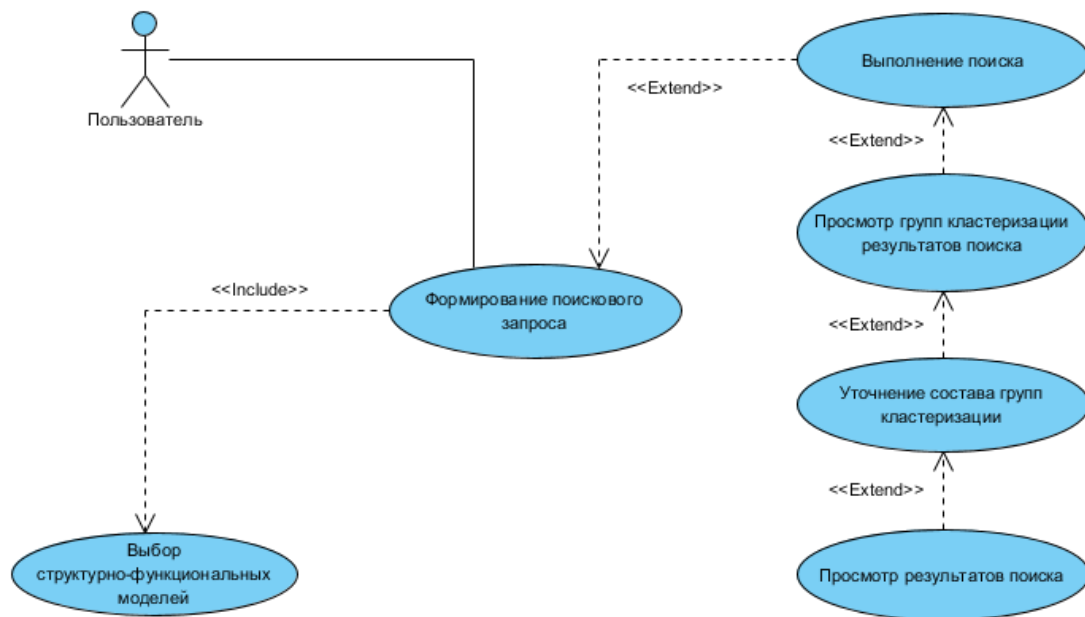 Пользователь
<<Extend>>
Выполнение поиска
<<Extend>>
Просмотр групп кластеризации
результатов поиска
<<Include>>
Формирование поискового
запроса
<<Extend>>
Уточнение состава групп
кластеризации
<<Extend>>
Выбор
структурно-функциональных
моделей
Просмотр результатов поиска